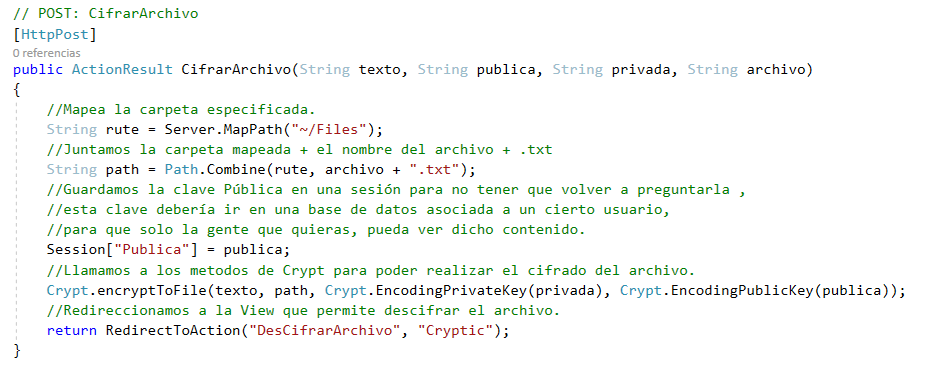 // POST: CifrarArchivo
[HttpPost]
0 referencias
public ActionResult CifrarArchivo(String texto, String publica, String privada, String archivo)
{
//Mapea la carpeta especificada.
String rute = Server.MapPath("~/Files");
//Juntamos la carpeta mapeada + el nombre del archivo + .txt
String path = Path.Combine(rute, archivo + ".txt");
//Guardamos la clave Pública en una sesión para no tener que volver a preguntarla ,
//esta clave debería ir en una base de datos asociada a un cierto usuario,
//para que solo la gente que quieras, pueda ver dicho contenido.
Session["Publica"] = publica;
//Llamamos a los metodos de Crypt para poder realizar el cifrado del archivo.
Crypt.encryptToFile(texto, path, Crypt.EncodingPrivateKey(privada), Crypt.EncodingPublicKey(publica));
//Redireccionamos a la View que permite descifrar el archivo.
return RedirectToAction("DesCifrarArchivo", "Cryptic");
}